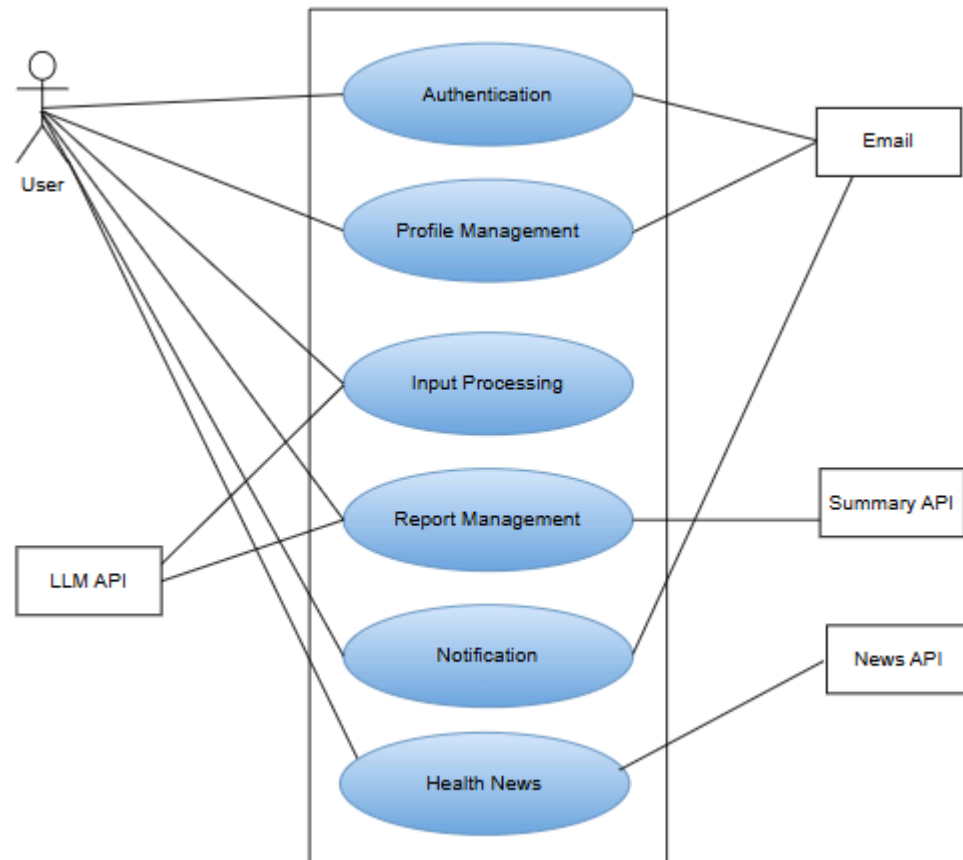 Authentication
Email
User
Profile Management
Input Processing
Report Management
Summary API
LLM API
Notification
News API
Health News